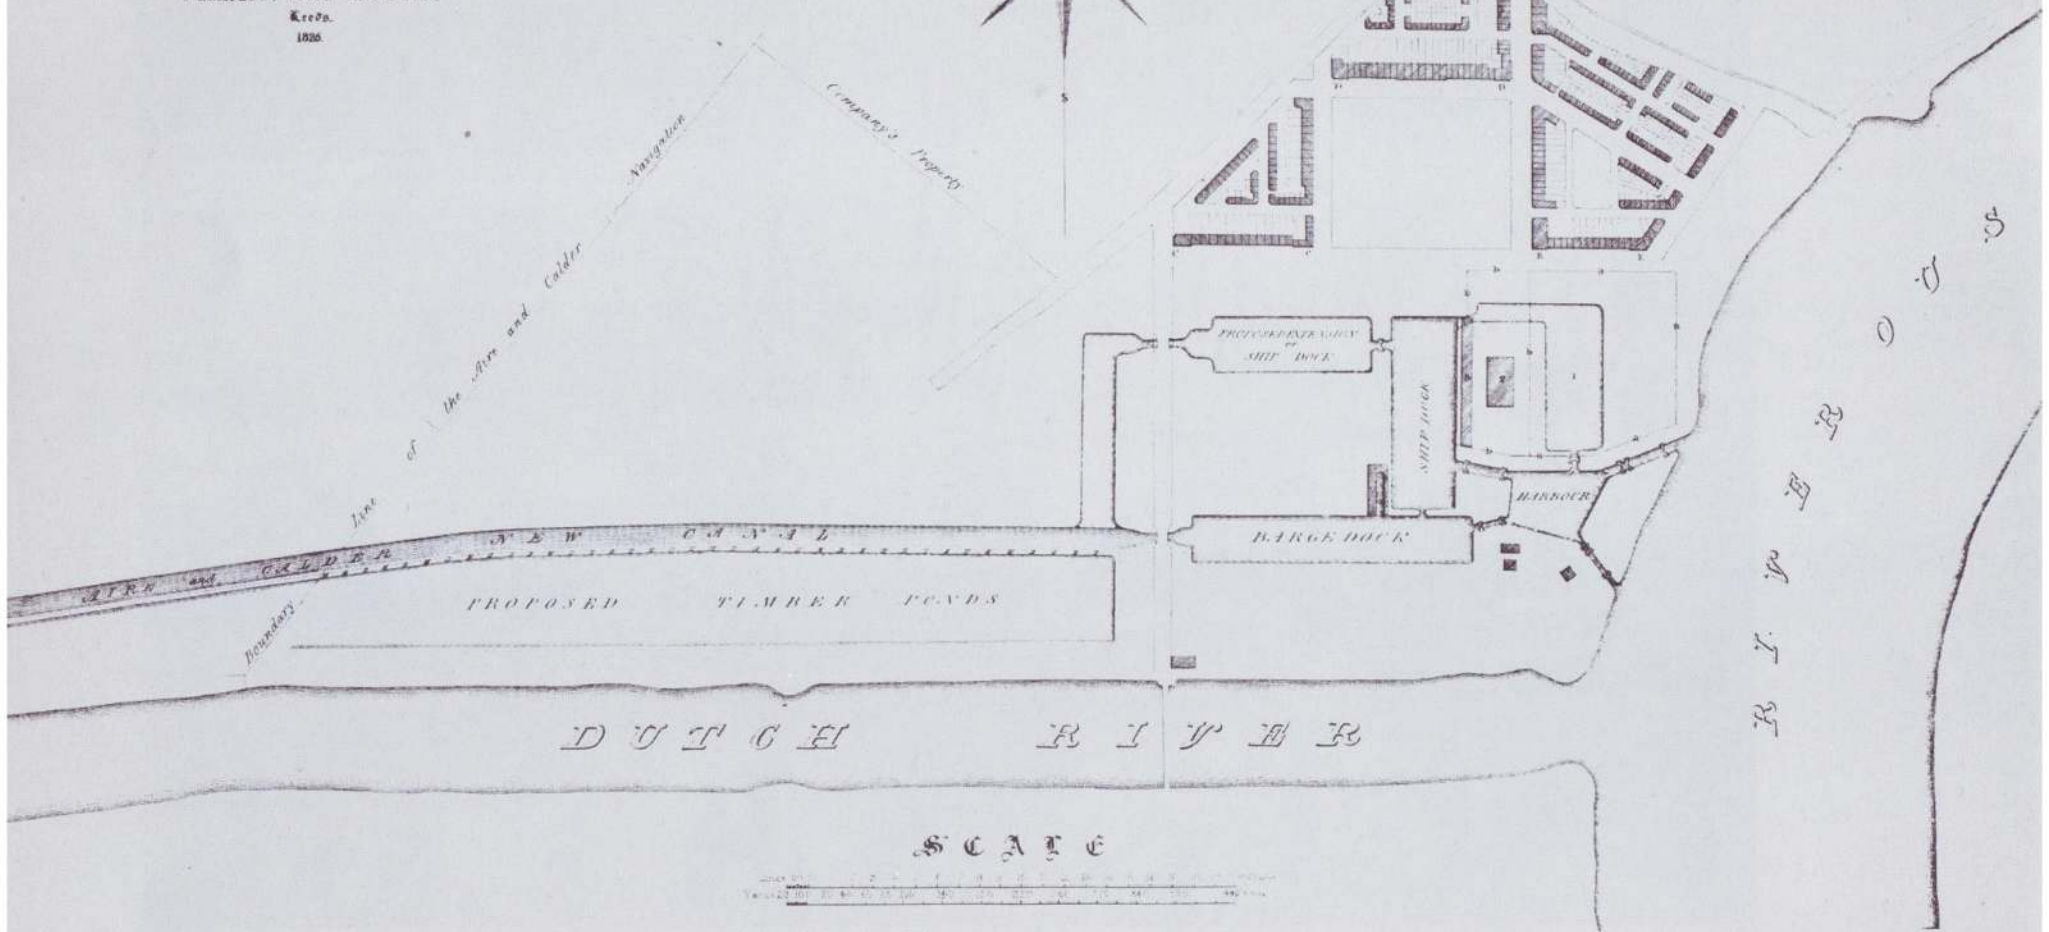 Leeds.
1826.
S
Boundary Line of the Aire and Calder Navigation Company's Property
PROPOSED EXTENSION
OF
SHIP DOCK
SHIP DOCK
HARBOUR
BARGE DOCK
AIRE and CALDER NEW CANAL
PROPOSED TIMBER PONDS
DUTCH RIVER
RIVER OUS
SCALE